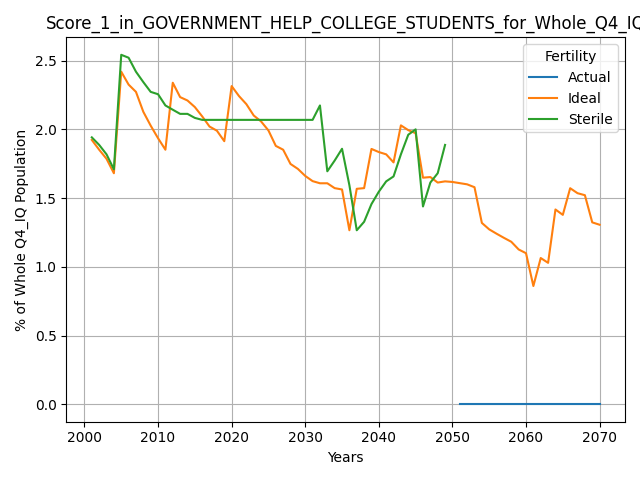 Score_1_in_GOVERNMENT_HELP_COLLEGE_STUDENTS_for_Whole_Q4_IQ
Fertility
Actual
Ideal
Sterile
% of Whole Q4_IQ Population
2.5
2.0
1.5
1.0
0.5
0.0
2000 2010 2020 2030 2040 2050 2060 2070
Years